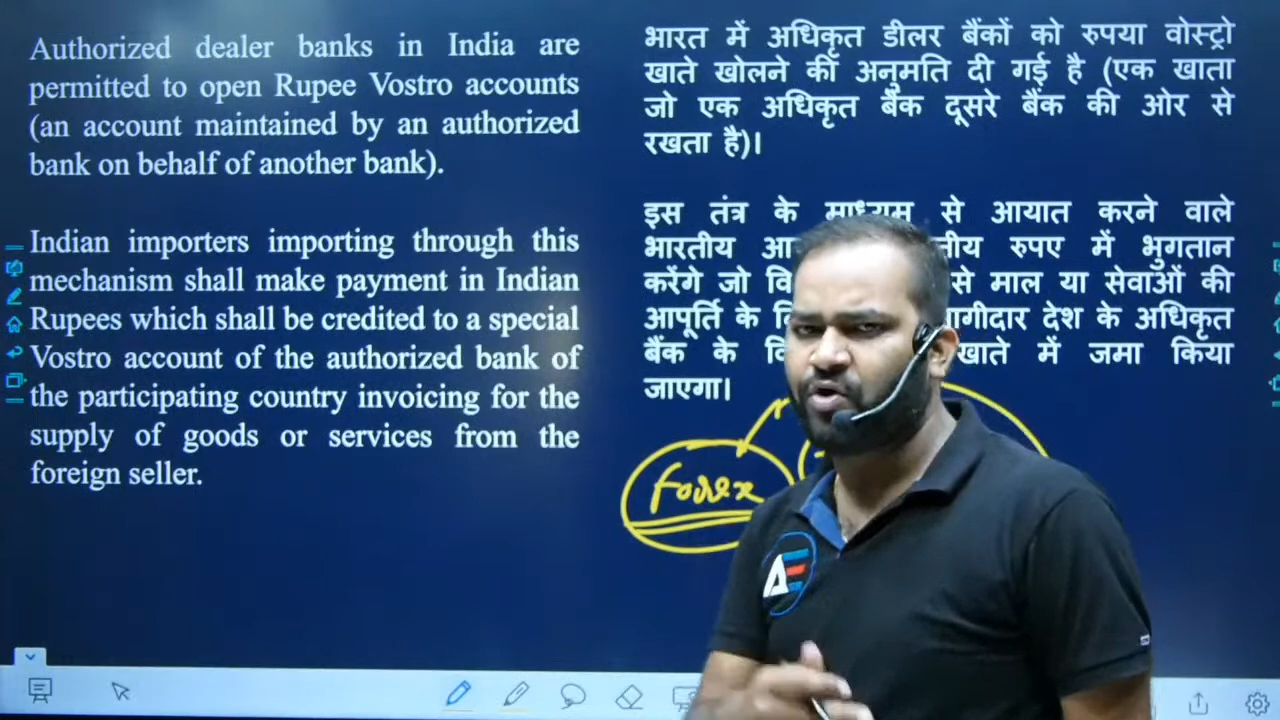 Authorized dealer banks in India are
permitted to open Rupee Vostro accounts
(an account maintained by an authorized
bank on behalf of another bank).
Indian importers importing through this
mechanism shall make payment in Indian
Rupees which shall be credited to a special
Vostro account of the authorized bank of
the participating country invoicing for the
supply of goods or services from the
foreign seller.
भारत में अधिकृत डीलर बैंकों को रुपया वोस्ट्रो
खाते खोलने की अनुमति दी गई है (एक खाता
जो एक अधिकृत बैंक दूसरे बैंक की ओर से
रखता है)।
इस तंत्र के माध्यम से आयात करने वाले
भारतीय रुपए में भुगतान
करेंगे जो से माल या सेवाओं की
आपूर्ति के देश के अधिकृत
बैंक के खाते में जमा किया
जाएगा।
Forex
AE